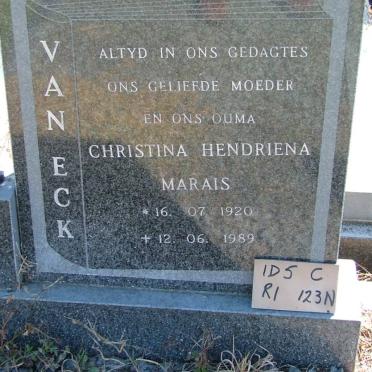 VAN ECK
ALTYD IN ONS GEDAGTES
ONS GELIEFDE MOEDER
EN ONS OUMA
CHRISTINA HENDRIENA
MARAIS
* 16. 07. 1920
+ 12. 06. 1989
1D5 C
R1 123N